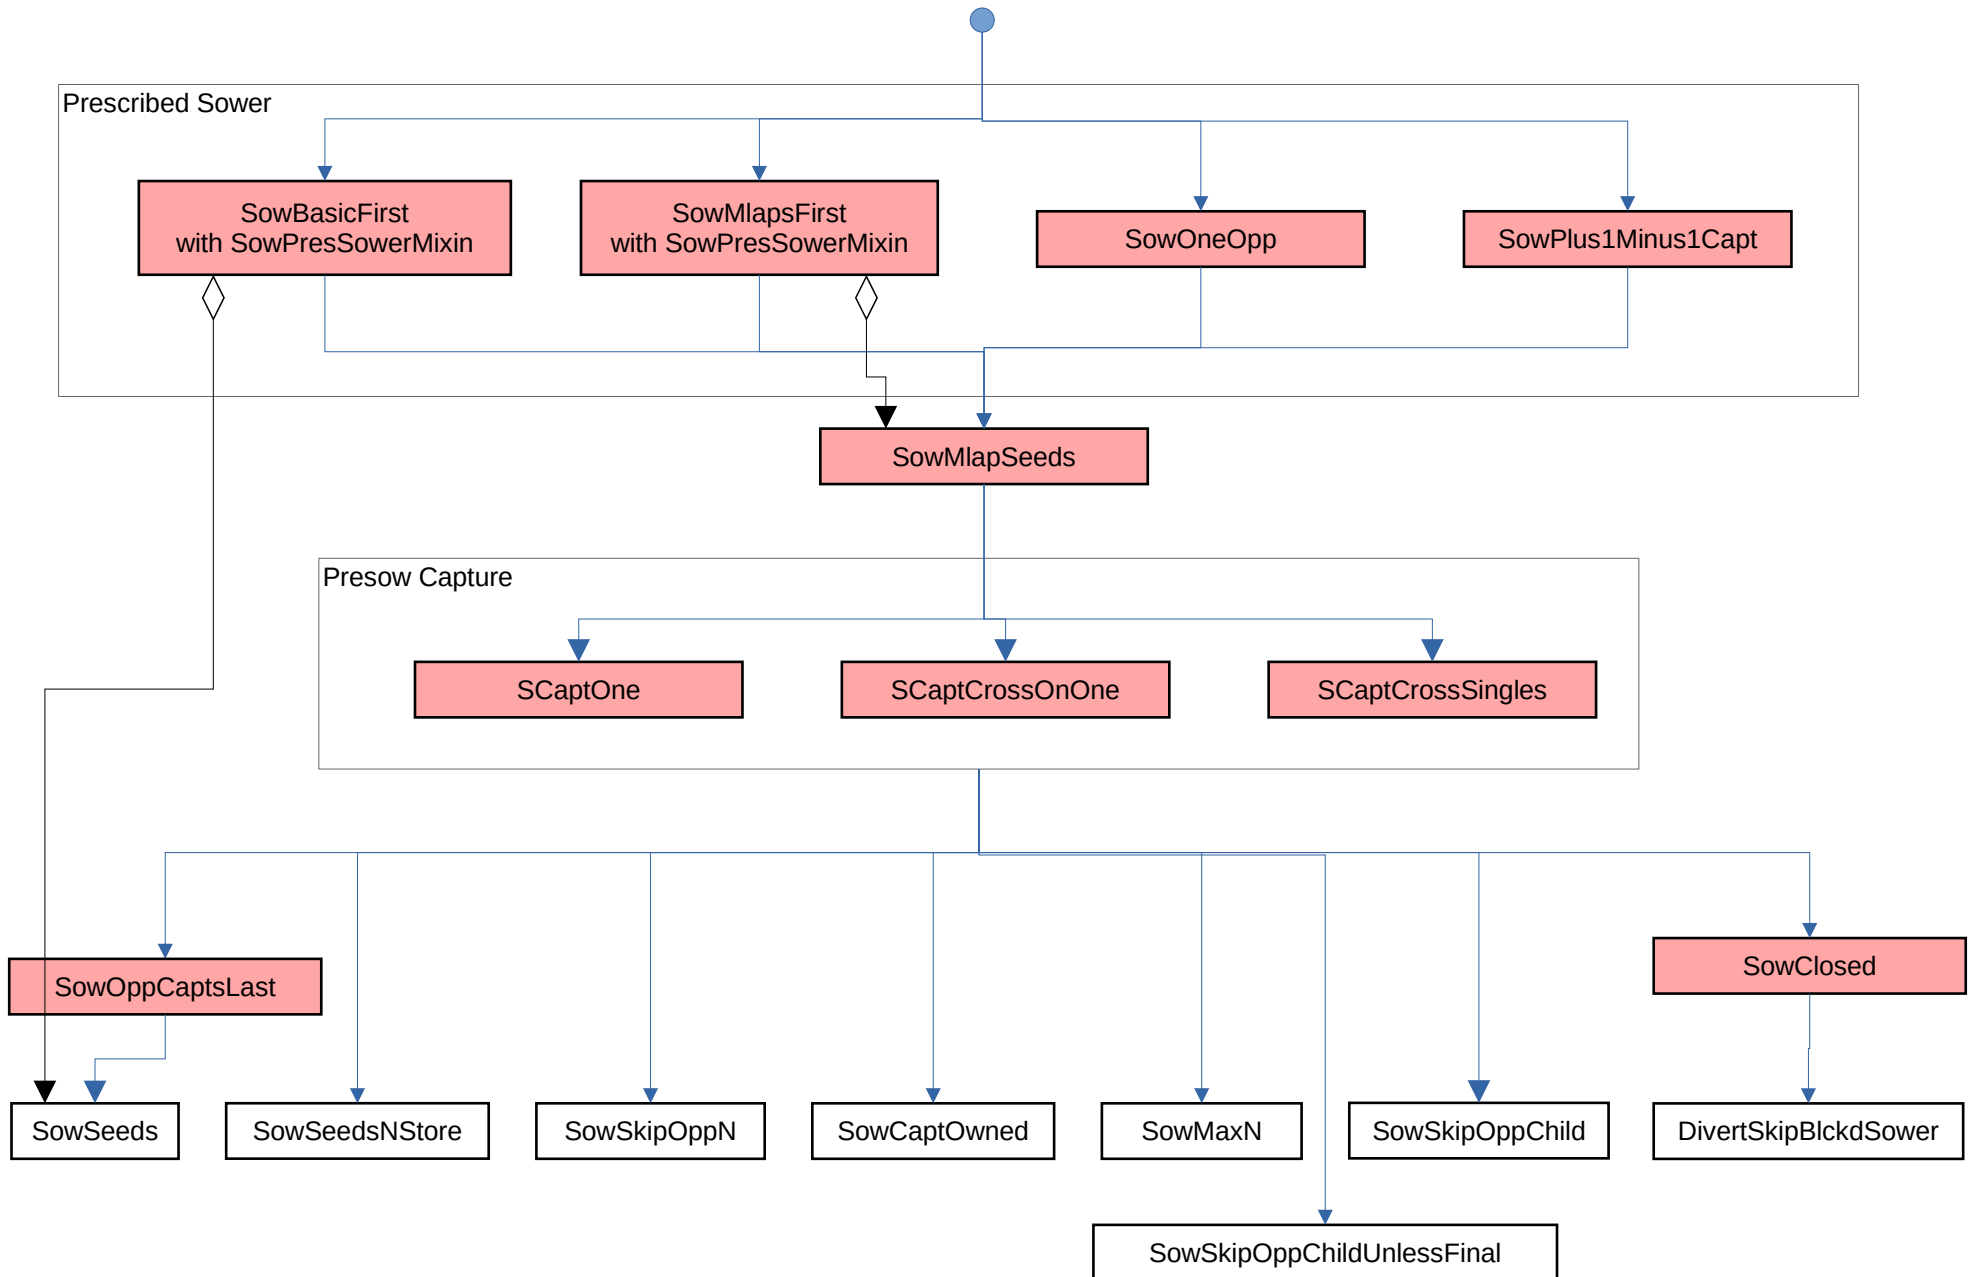 Prescribed Sower
SowBasicFirst
with SowPresSowerMixin
SowMlapsFirst
with SowPresSowerMixin
SowOneOpp
SowPlus1Minus1Capt
SowMlapSeeds
Presow Capture
SCaptOne
SCaptCrossOnOne
SCaptCrossSingles
SowOppCaptsLast
SowClosed
SowSeeds
SowSeedsNStore
SowSkipOppN
SowCaptOwned
SowMaxN
SowSkipOppChild
DivertSkipBlckdSower
SowSkipOppChildUnlessFinal